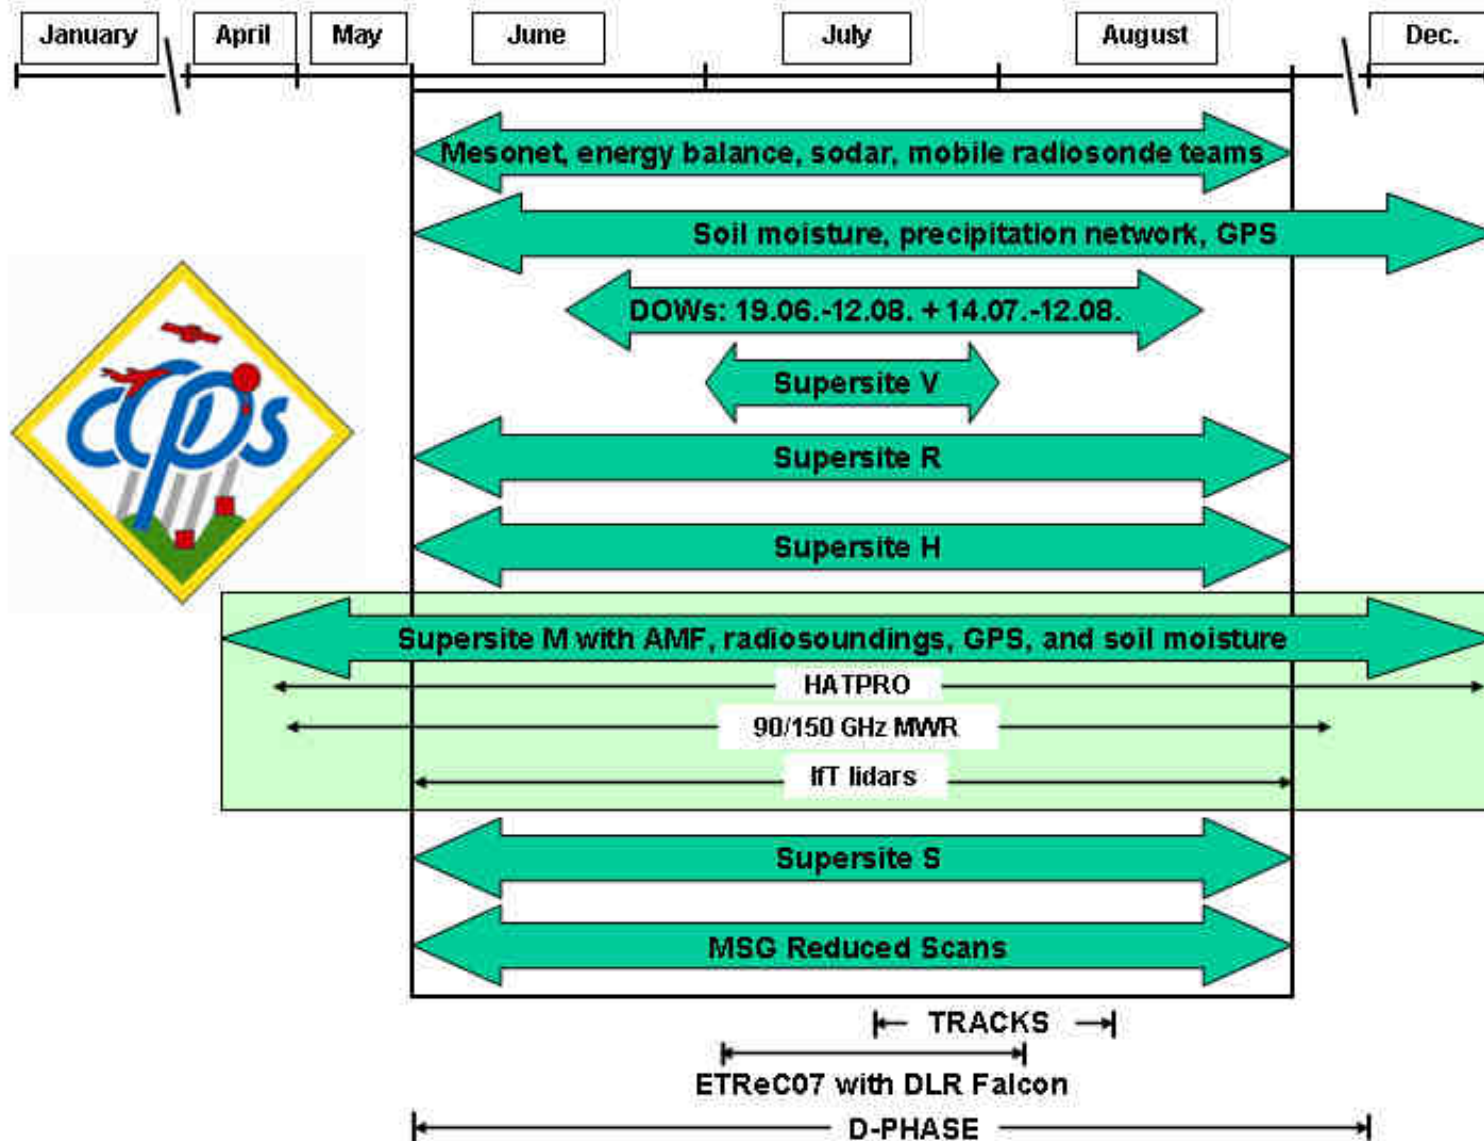 January April May June July August Dec.
Mesonet, energy balance, sodar, mobile radiosonde teams
Soil moisture, precipitation network, GPS
DOWs: 19.06.-12.08. + 14.07.-12.08.
Supersite V
COPS
Supersite R
Supersite H
Supersite M with AMF, radiosoundings, GPS, and soil moisture
HATPRO
90/150 GHz MWR
IfT lidars
Supersite S
MSG Reduced Scans
TRACKS
ETReC07 with DLR Falcon
D-PHASE